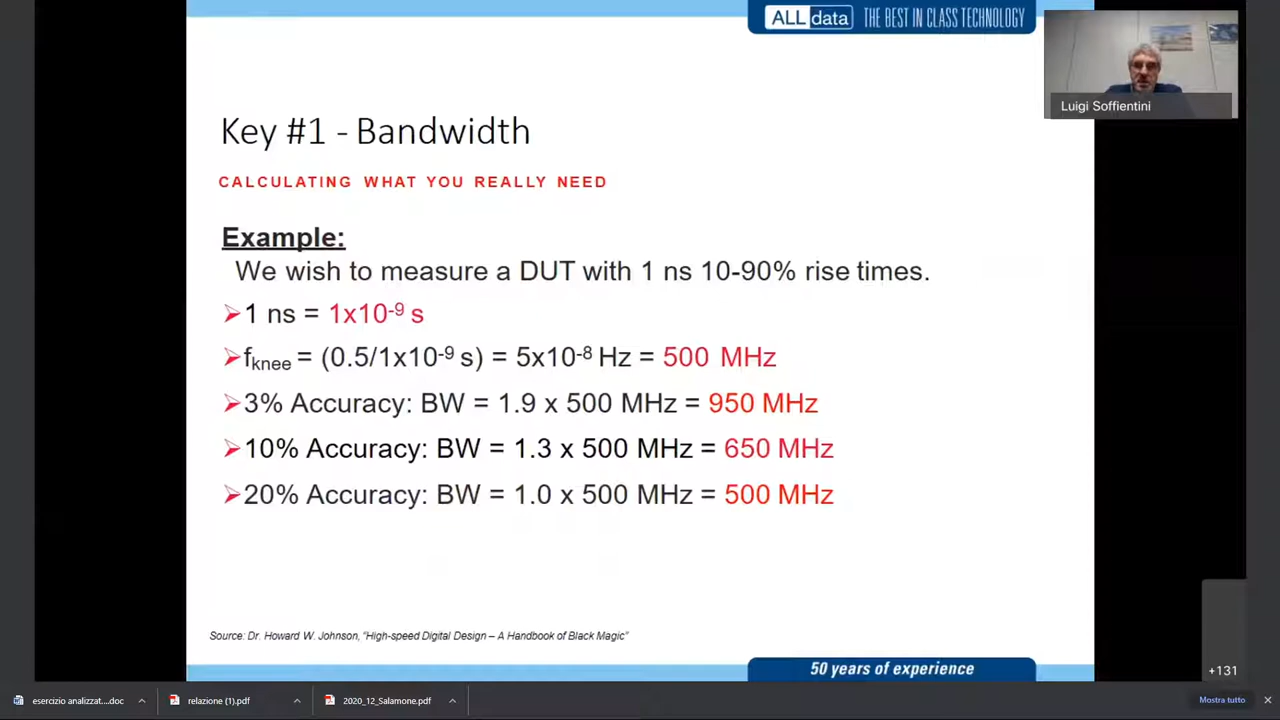 ALL data THE BEST IN CLASS TECHNOLOGY
Luigi Soffientini
Key #1 - Bandwidth
CALCULATING WHAT YOU REALLY NEED
Example:
We wish to measure a DUT with 1 ns 10-90% rise times.
➢1 ns = 1x10⁻⁹ s
➢fknee = (0.5/1x10⁻⁹ s) = 5x10⁻⁸ Hz = 500 MHz
➢3% Accuracy: BW = 1.9 x 500 MHz = 950 MHz
➢10% Accuracy: BW = 1.3 x 500 MHz = 650 MHz
➢20% Accuracy: BW = 1.0 x 500 MHz = 500 MHz
Source: Dr. Howard W. Johnson, "High-speed Digital Design – A Handbook of Black Magic"
50 years of experience
+131
esercizio analizzat....doc
relazione (1).pdf
2020_12_Salamone.pdf
Mostra tutto